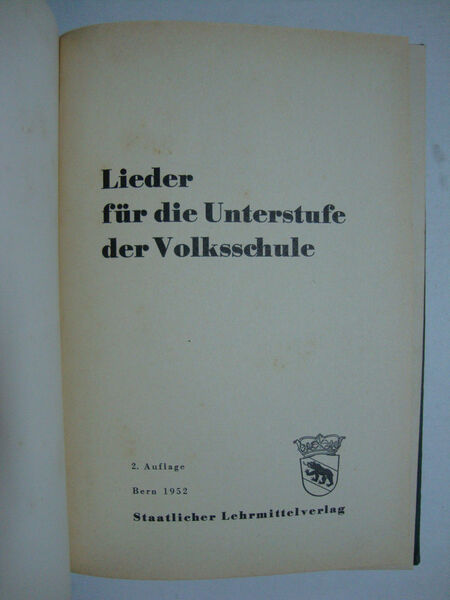 Lieder
für die Unterstufe
der Volksschule
2. Auflage
Bern 1952
Staatlicher Lehrmittelverlag